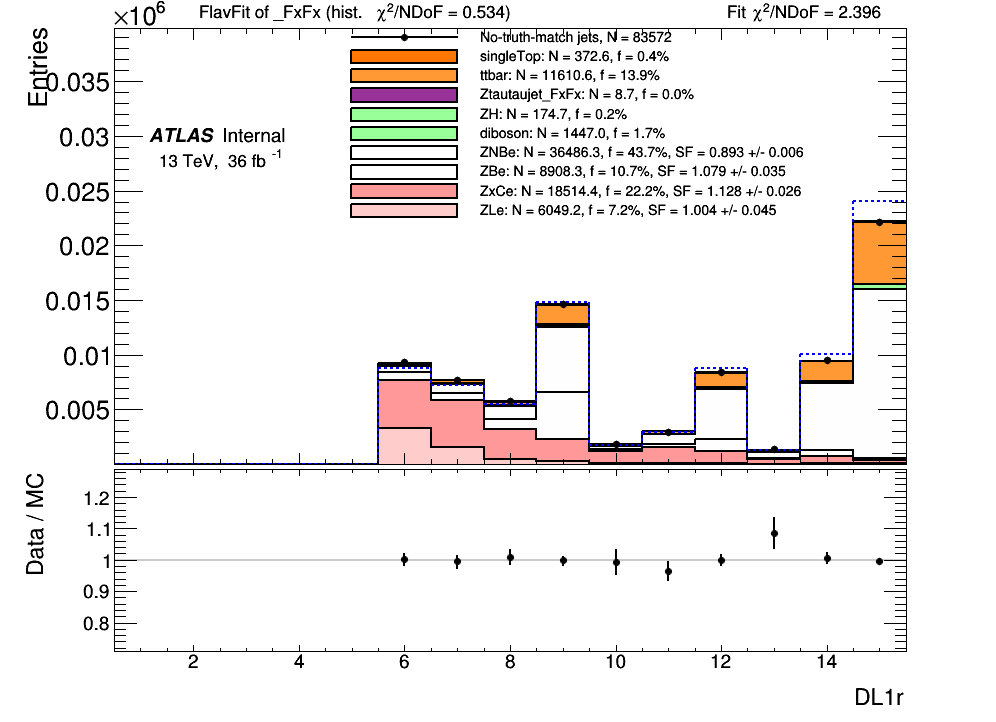 ×10⁶ FlavFit of _FxFx (hist. χ²/NDoF = 0.534) Fit χ²/NDoF = 2.396
Entries
No-truth-match jets, N = 83572
singleTop: N = 372.6, f = 0.4%
ttbar: N = 11610.6, f = 13.9%
Ztautaujet_FxFx: N = 8.7, f = 0.0%
ZH: N = 174.7, f = 0.2%
diboson: N = 1447.0, f = 1.7%
ZNBe: N = 36486.3, f = 43.7%, SF = 0.893 +/- 0.006
ZBe: N = 8908.3, f = 10.7%, SF = 1.079 +/- 0.035
ZxCe: N = 18514.4, f = 22.2%, SF = 1.128 +/- 0.026
ZLe: N = 6049.2, f = 7.2%, SF = 1.004 +/- 0.045
ATLAS Internal
13 TeV, 36 fb⁻¹
0.035
0.03
0.025
0.02
0.015
0.01
0.005
Data / MC
1.2
1.1
1
0.9
0.8
2 4 6 8 10 12 14
DL1r